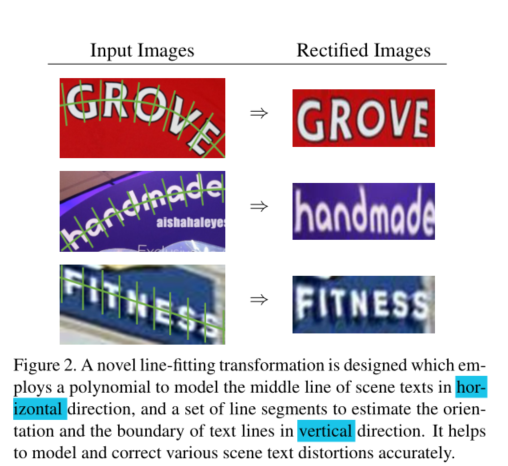 Input Images
Rectified Images
GROVE
⇒
GROVE
handmade
aishahaleye
⇒
handmade
FITNESS
⇒
FITNESS
Figure 2. A novel line-fitting transformation is designed which em-
ploys a polynomial to model the middle line of scene texts in hor-
izontal direction, and a set of line segments to estimate the orien-
tation and the boundary of text lines in vertical direction. It helps
to model and correct various scene text distortions accurately.